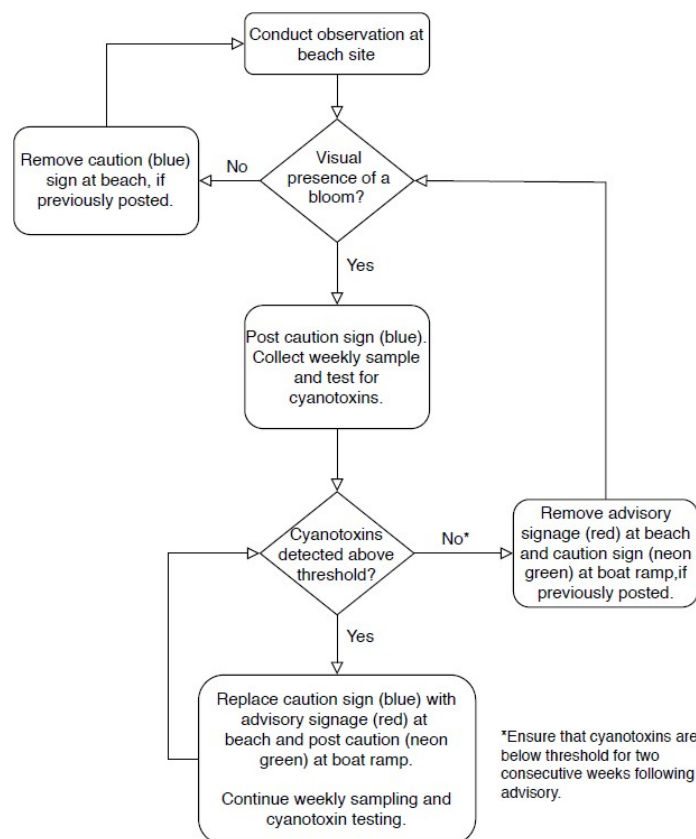 Conduct observation at
beach site
Remove caution (blue)
sign at beach, if
previously posted.
No
Visual
presence of a
bloom?
Yes
Post caution sign (blue).
Collect weekly sample
and test for
cyanotoxins.
Cyanotoxins
detected above
threshold?
No*
Remove advisory
signage (red) at beach
and caution sign (neon
green) at boat ramp,if
previously posted.
Yes
Replace caution sign (blue) with
advisory signage (red) at
beach and post caution (neon
green) at boat ramp.
Continue weekly sampling and
cyanotoxin testing.
*Ensure that cyanotoxins are
below threshold for two
consecutive weeks following
advisory.